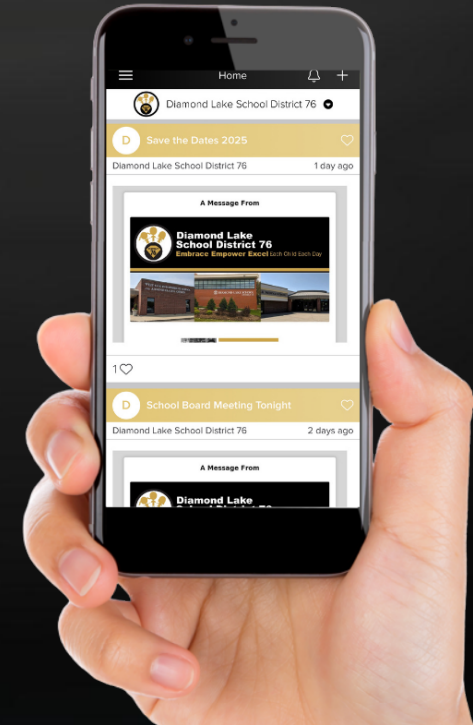 Home
Diamond Lake School District 76
D Save the Dates 2025
Diamond Lake School District 76 1 day ago
A Message From
Diamond Lake
School District 76
Embrace Empower Excel Each Child Each Day
1
D School Board Meeting Tonight
Diamond Lake School District 76 2 days ago
A Message From
Diamond Lake